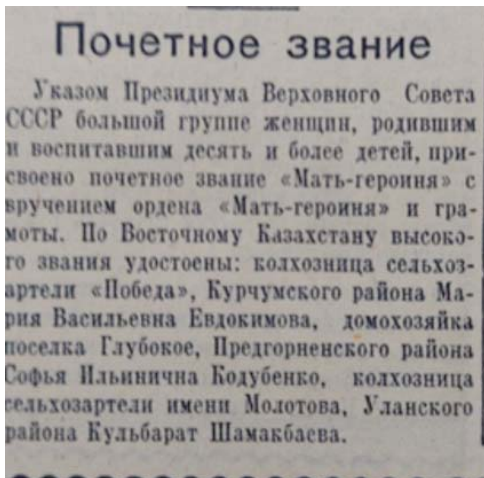 Почетное звание
Указом Президиума Верховного Совета
СССР большой группе женщин, родившим
и воспитавшим десять и более детей, при-
своено почетное звание «Мать-героиня» с
вручением ордена «Мать-героиня» и гра-
моты. По Восточному Казахстану высоко-
го звания удостоены: колхозница сельхоз-
артели «Победа», Курчумского района Ма-
рия Васильевна Евдокимова, домохозяйка
поселка Глубокое, Предгорненского района
Софья Ильинична Кодубенко, колхозница
сельхозартели имени Молотова, Уланского
района Кульбарат Шамакбаева.